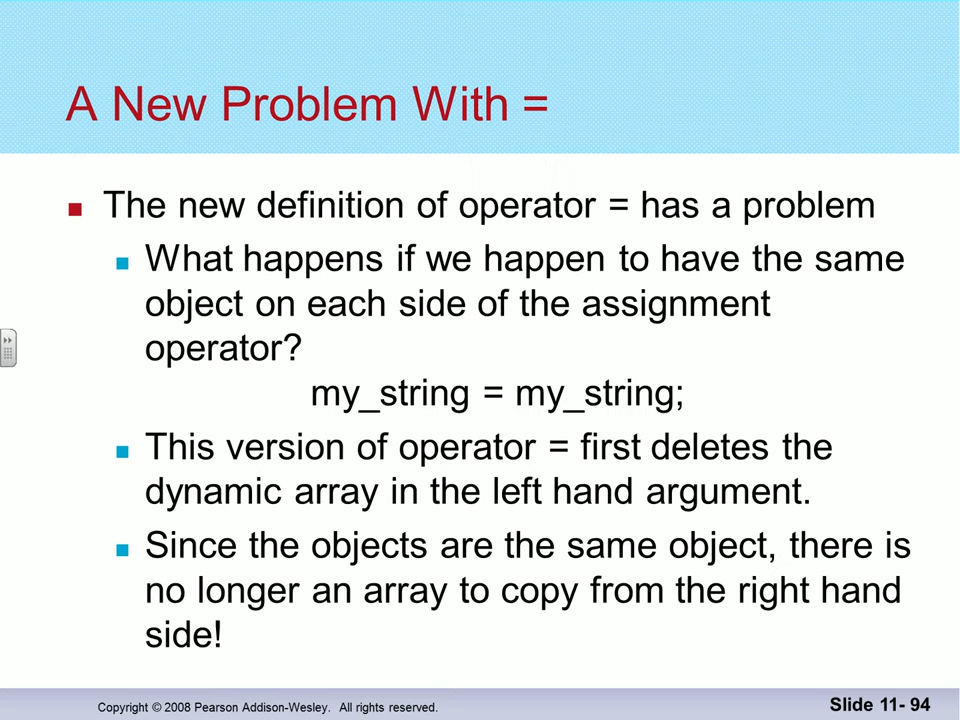 A New Problem With =
The new definition of operator = has a problem
What happens if we happen to have the same
object on each side of the assignment
operator?
my_string = my_string;
This version of operator = first deletes the
dynamic array in the left hand argument.
Since the objects are the same object, there is
no longer an array to copy from the right hand
side!
Copyright © 2008 Pearson Addison-Wesley. All rights reserved.
Slide 11- 94